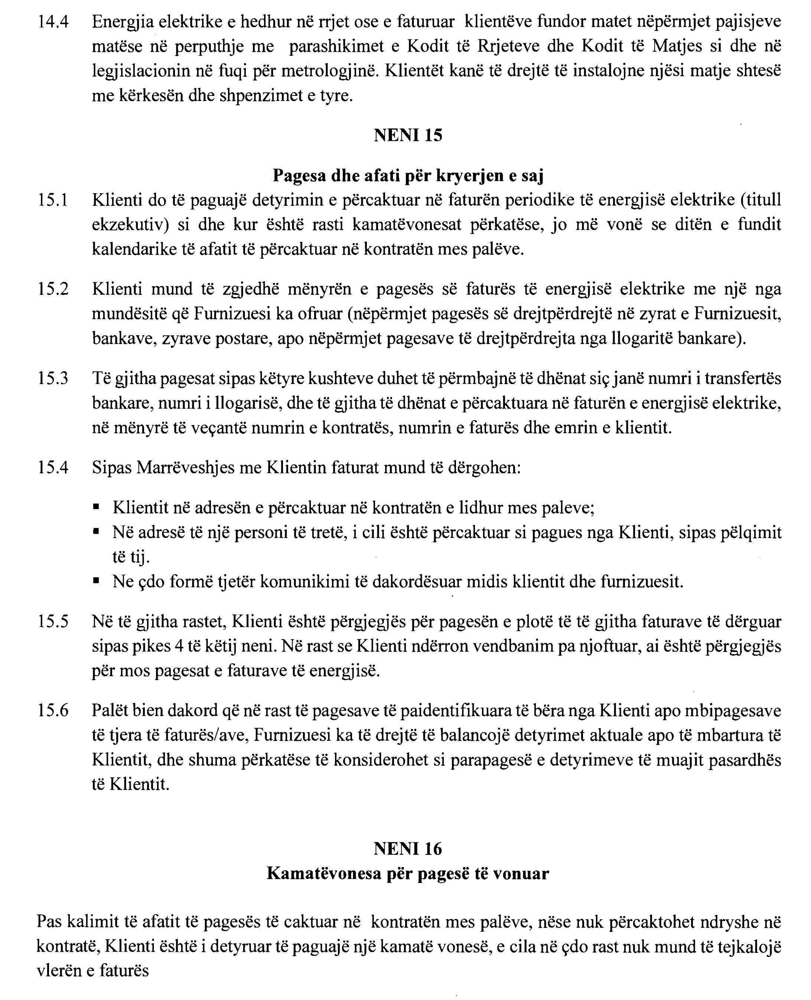 14.4 Energjia elektrike e hedhur në rrjet ose e faturuar klientëve fundor matet nëpërmjet pajisjeve
matëse në perputhje me parashikimet e Kodit të Rrjeteve dhe Kodit të Matjes si dhe në
legjislacionin në fuqi për metrologjinë. Klientët kanë të drejtë të instalojne njësi matje shtesë
me kërkesën dhe shpenzimet e tyre.
NENI 15
Pagesa dhe afati për kryerjen e saj
15.1 Klienti do të paguajë detyrimin e përcaktuar në faturën periodike të energjisë elektrike (titull
ekzekutiv) si dhe kur është rasti kamatëvonesat përkatëse, jo më vonë se ditën e fundit
kalendarike të afatit të përcaktuar në kontratën mes palëve.
15.2 Klienti mund të zgjedhë mënyrën e pagesës së faturës të energjisë elektrike me një nga
mundësitë që Furnizuesi ka ofruar (nëpërmjet pagesës së drejtpërdrejtë në zyrat e Furnizuesit,
bankave, zyrave postare, apo nëpërmjet pagesave të drejtpërdrejta nga llogaritë bankare).
15.3 Të gjitha pagesat sipas këtyre kushteve duhet të përmbajnë të dhënat siç janë numri i transfertës
bankare, numri i llogarisë, dhe të gjitha të dhënat e përcaktuara në faturën e energjisë elektrike,
në mënyrë të veçantë numrin e kontratës, numrin e faturës dhe emrin e klientit.
15.4 Sipas Marrëveshjes me Klientin faturat mund të dërgohen:
▪ Klientit në adresën e përcaktuar në kontratën e lidhur mes paleve;
▪ Në adresë të një personi të tretë, i cili është përcaktuar si pagues nga Klienti, sipas pëlqimit
të tij.
▪ Ne çdo formë tjetër komunikimi të dakordësuar midis klientit dhe furnizuesit.
15.5 Në të gjitha rastet, Klienti është përgjegjës për pagesën e plotë të të gjitha faturave të dërguar
sipas pikes 4 të këtij neni. Në rast se Klienti ndërron vendbanim pa njoftuar, ai është përgjegjës
për mos pagesat e faturave të energjisë.
15.6 Palët bien dakord që në rast të pagesave të paidentifikuara të bëra nga Klienti apo mbipagesave
të tjera të faturës/ave, Furnizuesi ka të drejtë të balancojë detyrimet aktuale apo të mbartura të
Klientit, dhe shuma përkatëse të konsiderohet si parapagesë e detyrimeve të muajit pasardhës
të Klientit.
NENI 16
Kamatëvonesa për pagesë të vonuar
Pas kalimit të afatit të pagesës të caktuar në kontratën mes palëve, nëse nuk përcaktohet ndryshe në
kontratë, Klienti është i detyruar të paguajë një kamatë vonesë, e cila në çdo rast nuk mund të tejkalojë
vlerën e faturës